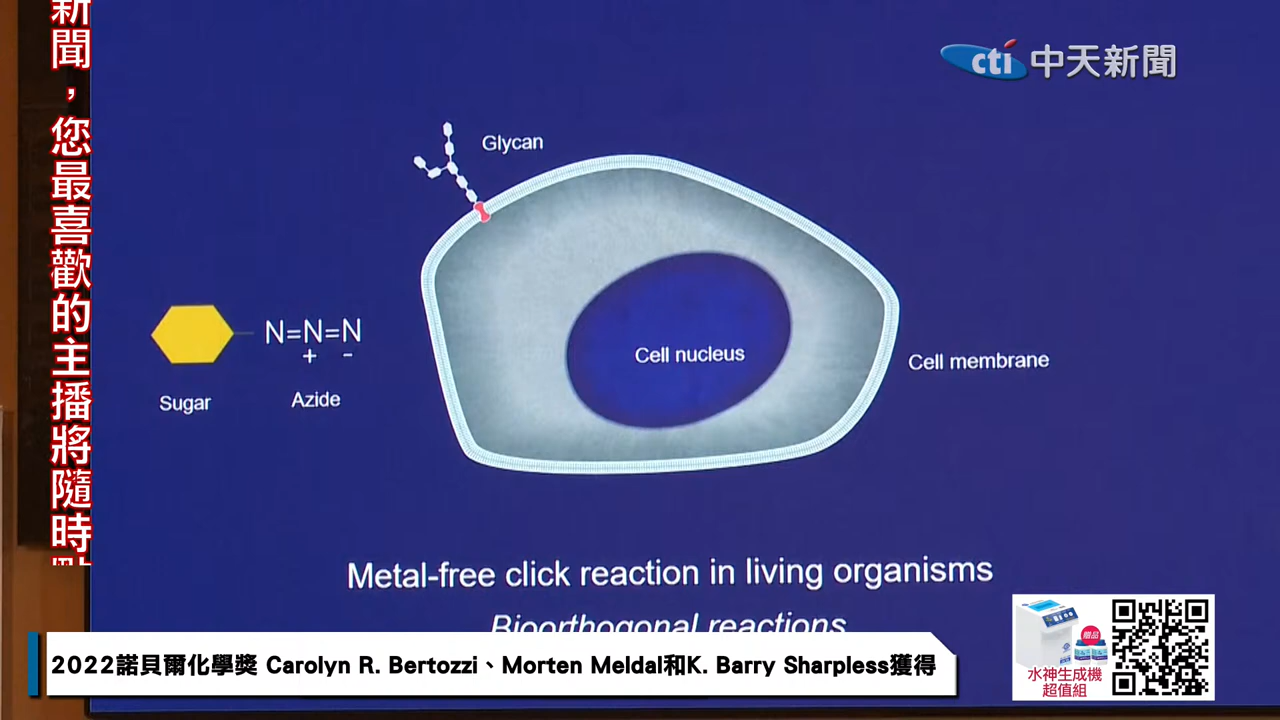 新聞，您最喜歡的主播將隨時
cti 中天新聞
Glycan
N=N=N
+ -
Cell nucleus
Cell membrane
Sugar
Azide
Metal-free click reaction in living organisms
Bioorthogonal reactions
2022諾貝爾化學獎 Carolyn R. Bertozzi、Morten Meldal和K. Barry Sharpless獲得
贈品
水神生成機
超值組